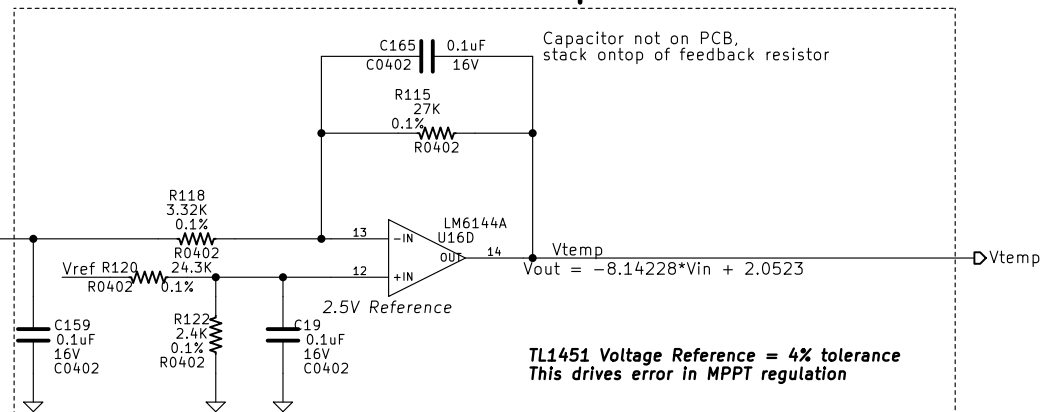 C165
0.1uF
C0402
16V
Capacitor not on PCB,
stack ontop of feedback resistor
R115
27K
0.1%
R0402
R118
3.32K
0.1%
R0402
13
-IN
LM6144A
U16D
OUT
14
Vtemp
Vtemp
Vout = -8.14228*Vin + 2.0523
Vref
R120
24.3K
R0402
0.1%
12
+IN
2.5V Reference
C159
0.1uF
16V
C0402
R122
2.4K
0.1%
R0402
C19
0.1uF
16V
C0402
TL1451 Voltage Reference = 4% tolerance
This drives error in MPPT regulation